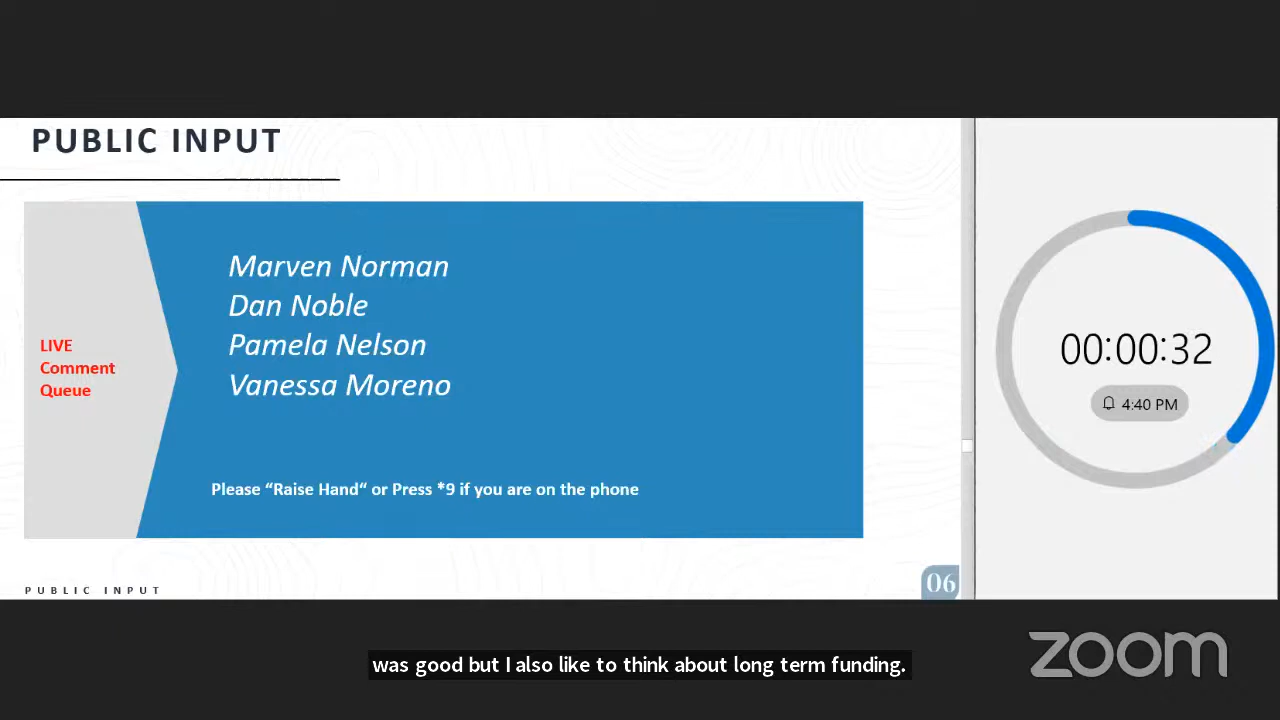 PUBLIC INPUT
LIVE
Comment
Queue
Marven Norman
Dan Noble
Pamela Nelson
Vanessa Moreno
Please “Raise Hand“ or Press *9 if you are on the phone
PUBLIC INPUT
06
00:00:32
4:40 PM
was good but I also like to think about long term funding.
zoom